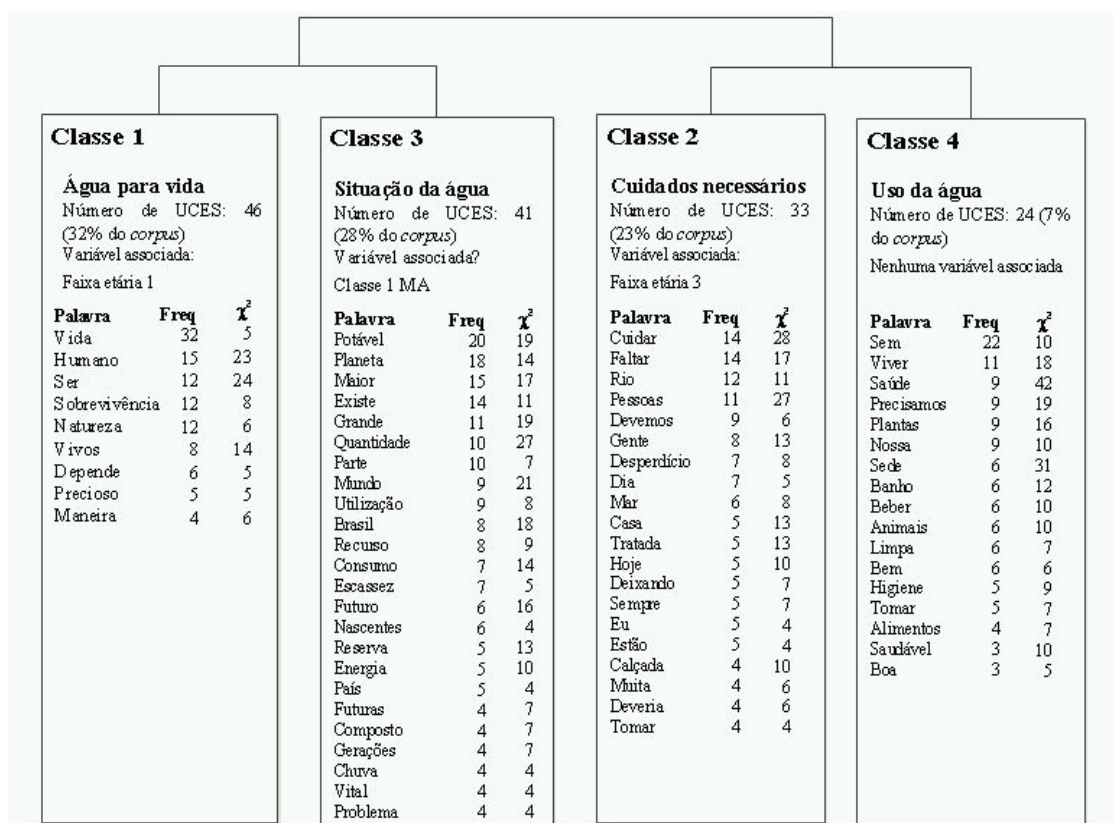 Classe 1
Água para vida
Número de UCES: 46
(32% do corpus)
Variável associada:
Faixa etária 1
Palavra Freq χ²
Vida 32 5
Humano 15 23
Ser 12 24
Sobrevivência 12 8
Natureza 12 6
Vivos 8 14
Depende 6 5
Precioso 5 5
Maneira 4 6
Classe 3
Situação da água
Número de UCES: 41
(28% do corpus)
Variável associada?
Classe 1 MA
Palavra Freq χ²
Potável 20 19
Planeta 18 14
Maior 15 17
Existe 14 11
Grande 11 19
Quantidade 10 27
Parte 10 7
Mundo 9 21
Utilização 9 8
Brasil 8 18
Recurso 8 9
Consumo 7 14
Escassez 7 5
Futuro 6 16
Nascentes 6 4
Reserva 5 13
Energia 5 10
País 5 4
Futuras 4 7
Composto 4 7
Gerações 4 7
Chuva 4 4
Vital 4 4
Problema 4 4
Classe 2
Cuidados necessários
Número de UCES: 33
(23% do corpus)
Variável associada:
Faixa etária 3
Palavra Freq χ²
Cuidar 14 28
Faltar 14 17
Rio 12 11
Pessoas 11 27
Devemos 9 6
Gente 8 13
Desperdício 7 8
Dia 7 5
Mar 6 8
Casa 5 13
Tratada 5 13
Hoje 5 10
Deixando 5 7
Sempre 5 7
Eu 5 4
Estão 5 4
Calçada 4 10
Muita 4 6
Deveria 4 6
Tomar 4 4
Classe 4
Uso da água
Número de UCES: 24 (7%
do corpus)
Nenhuma variável associada
Palavra Freq χ²
Sem 22 10
Viver 11 18
Saúde 9 42
Precisamos 9 19
Plantas 9 16
Nossa 9 10
Sede 6 31
Banho 6 12
Beber 6 10
Animais 6 10
Limpa 6 7
Bem 6 6
Higiene 5 9
Tomar 5 7
Alimentos 4 7
Saudável 3 10
Boa 3 5